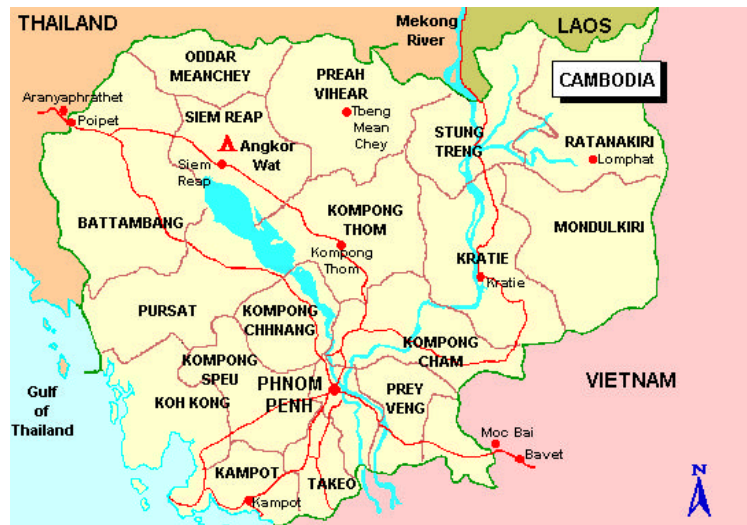 THAILAND
Mekong
River
LAOS
ODDAR
MEANCHEY
PREAH
VIHEAR
CAMBODIA
Aranyaphrathet
Poipet
SIEM REAP
Tbeng
Mean
Chey
STUNG
TRENG
RATANAKIRI
Lomphat
Angkor
Wat
Siem
Reap
BATTAMBANG
KOMPONG
THOM
MONDULKIRI
Kompong
Thom
KRATIE
Kratie
PURSAT
KOMPONG
CHHNANG
KOMPONG
CHAM
KOMPONG
SPEU
PHNOM
PENH
PREY
VENG
VIETNAM
Gulf
of
Thailand
KOH KONG
Moc Bai
Bavet
KAMPOT
TAKEO
Kampot
N